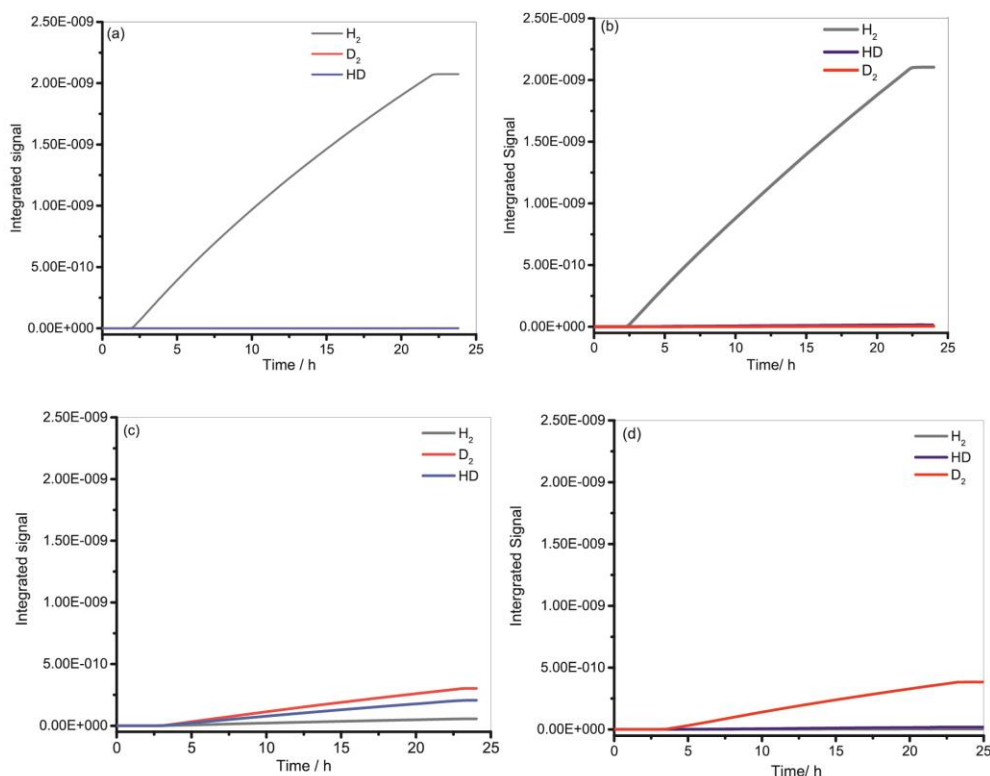 (a)
H₂
D₂
HD
2.50E-009
2.00E-009
1.50E-009
1.00E-009
5.00E-010
0.00E+000
Integrated signal
0 5 10 15 20 25
Time / h
(b)
H₂
HD
D₂
2.50E-009
2.00E-009
1.50E-009
1.00E-009
5.00E-010
0.00E+000
Intergrated Signal
0 5 10 15 20 25
Time/ h
(c)
H₂
D₂
HD
2.50E-009
2.00E-009
1.50E-009
1.00E-009
5.00E-010
0.00E+000
Integrated signal
0 5 10 15 20 25
Time / h
(d)
H₂
HD
D₂
2.50E-009
2.00E-009
1.50E-009
1.00E-009
5.00E-010
0.00E+000
Intergrated Signal
0 5 10 15 20 25
Time/ h